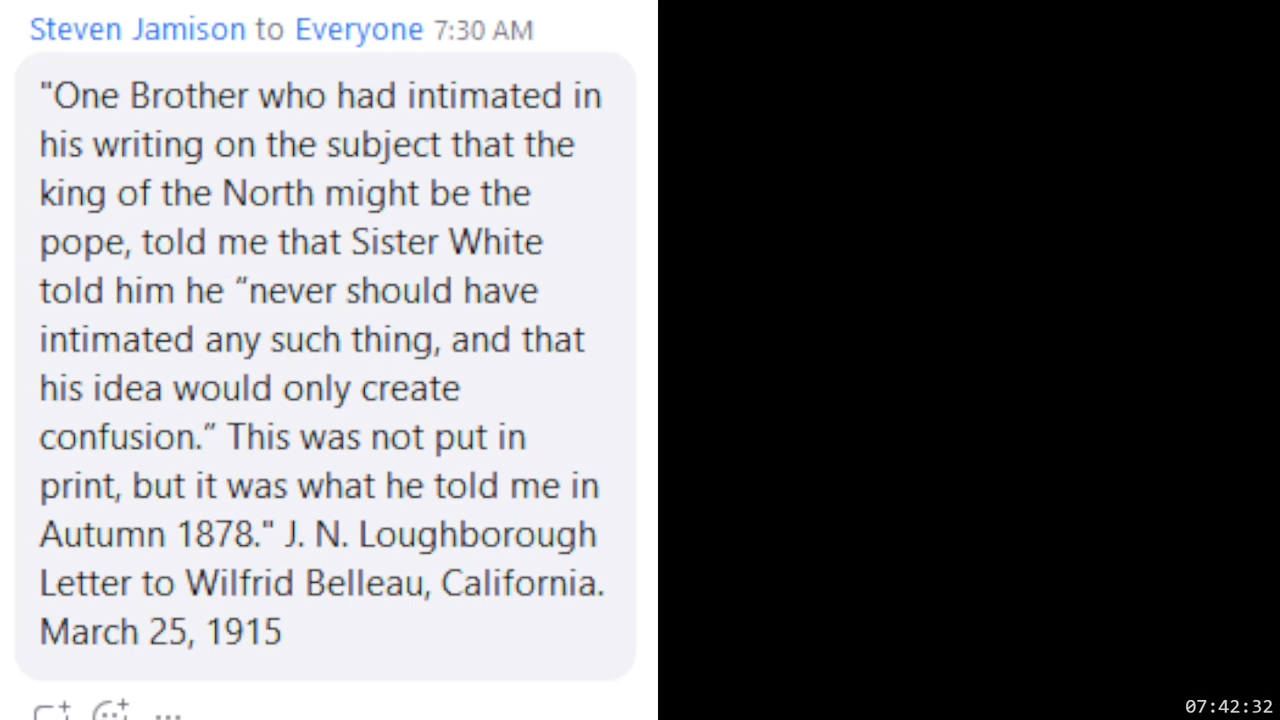 Steven Jamison to Everyone 7:30 AM
"One Brother who had intimated in
his writing on the subject that the
king of the North might be the
pope, told me that Sister White
told him he “never should have
intimated any such thing, and that
his idea would only create
confusion.” This was not put in
print, but it was what he told me in
Autumn 1878." J. N. Loughborough
Letter to Wilfrid Belleau, California.
March 25, 1915
07:42:32